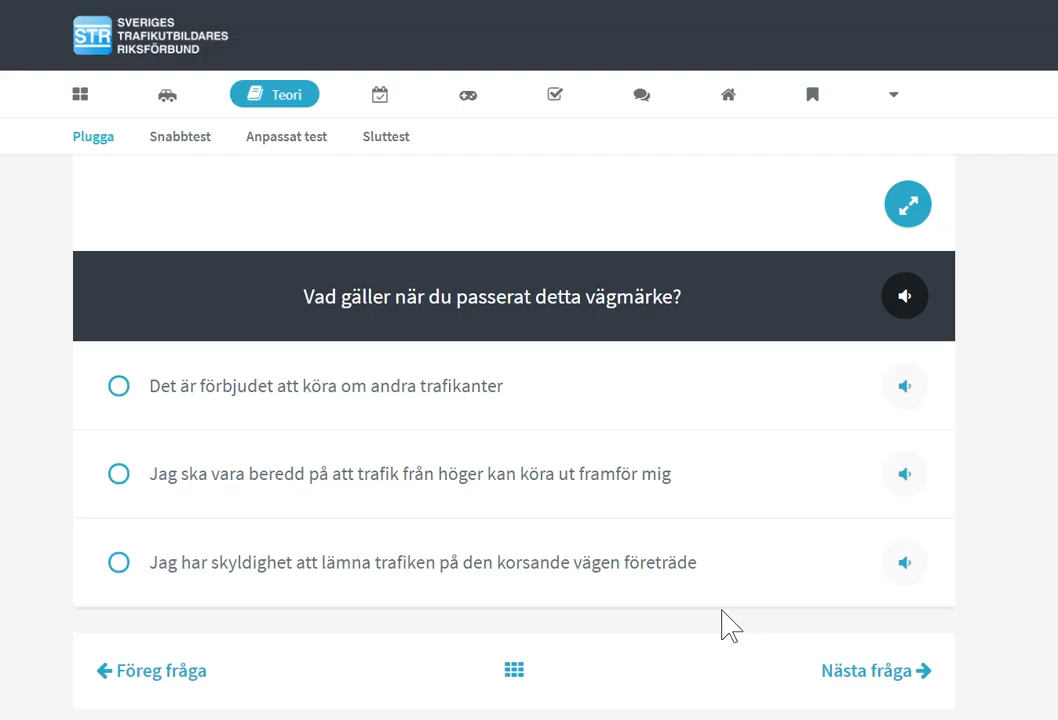 STR
SVERIGES
TRAFIKUTBILDARES
RIKSFÖRBUND
Teori
Plugga
Snabbtest
Anpassat test
Sluttest
Vad gäller när du passerat detta vägmärke?
Det är förbjudet att köra om andra trafikanter
Jag ska vara beredd på att trafik från höger kan köra ut framför mig
Jag har skyldighet att lämna trafiken på den korsande vägen företräde
Föreg fråga
Nästa fråga